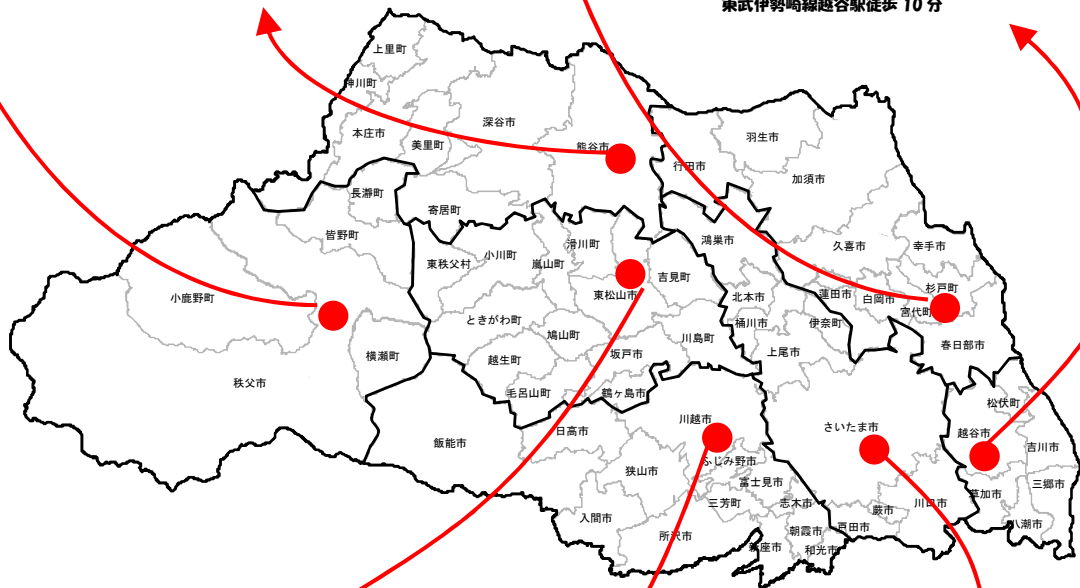 東武伊勢崎線越谷駅徒歩 10 分
上里町
神川町
本庄市
美里町
深谷市
熊谷市
行田市
羽生市
加須市
長瀞町
皆野町
寄居町
小鹿野町
秩父市
横瀬町
東秩父村
小川町
嵐山町
滑川町
東松山市
吉見町
ときがわ町
鳩山町
越生町
毛呂山町
坂戸市
川島町
鶴ヶ島市
鴻巣市
北本市
桶川市
上尾市
伊奈町
蓮田市
白岡市
久喜市
幸手市
杉戸町
宮代町
春日部市
松伏町
越谷市
吉川市
三郷市
草加市
八潮市
さいたま市
川口市
蕨市
戸田市
川越市
ふじみ野市
富士見市
三芳町
志木市
朝霞市
和光市
新座市
所沢市
入間市
狭山市
日高市
飯能市